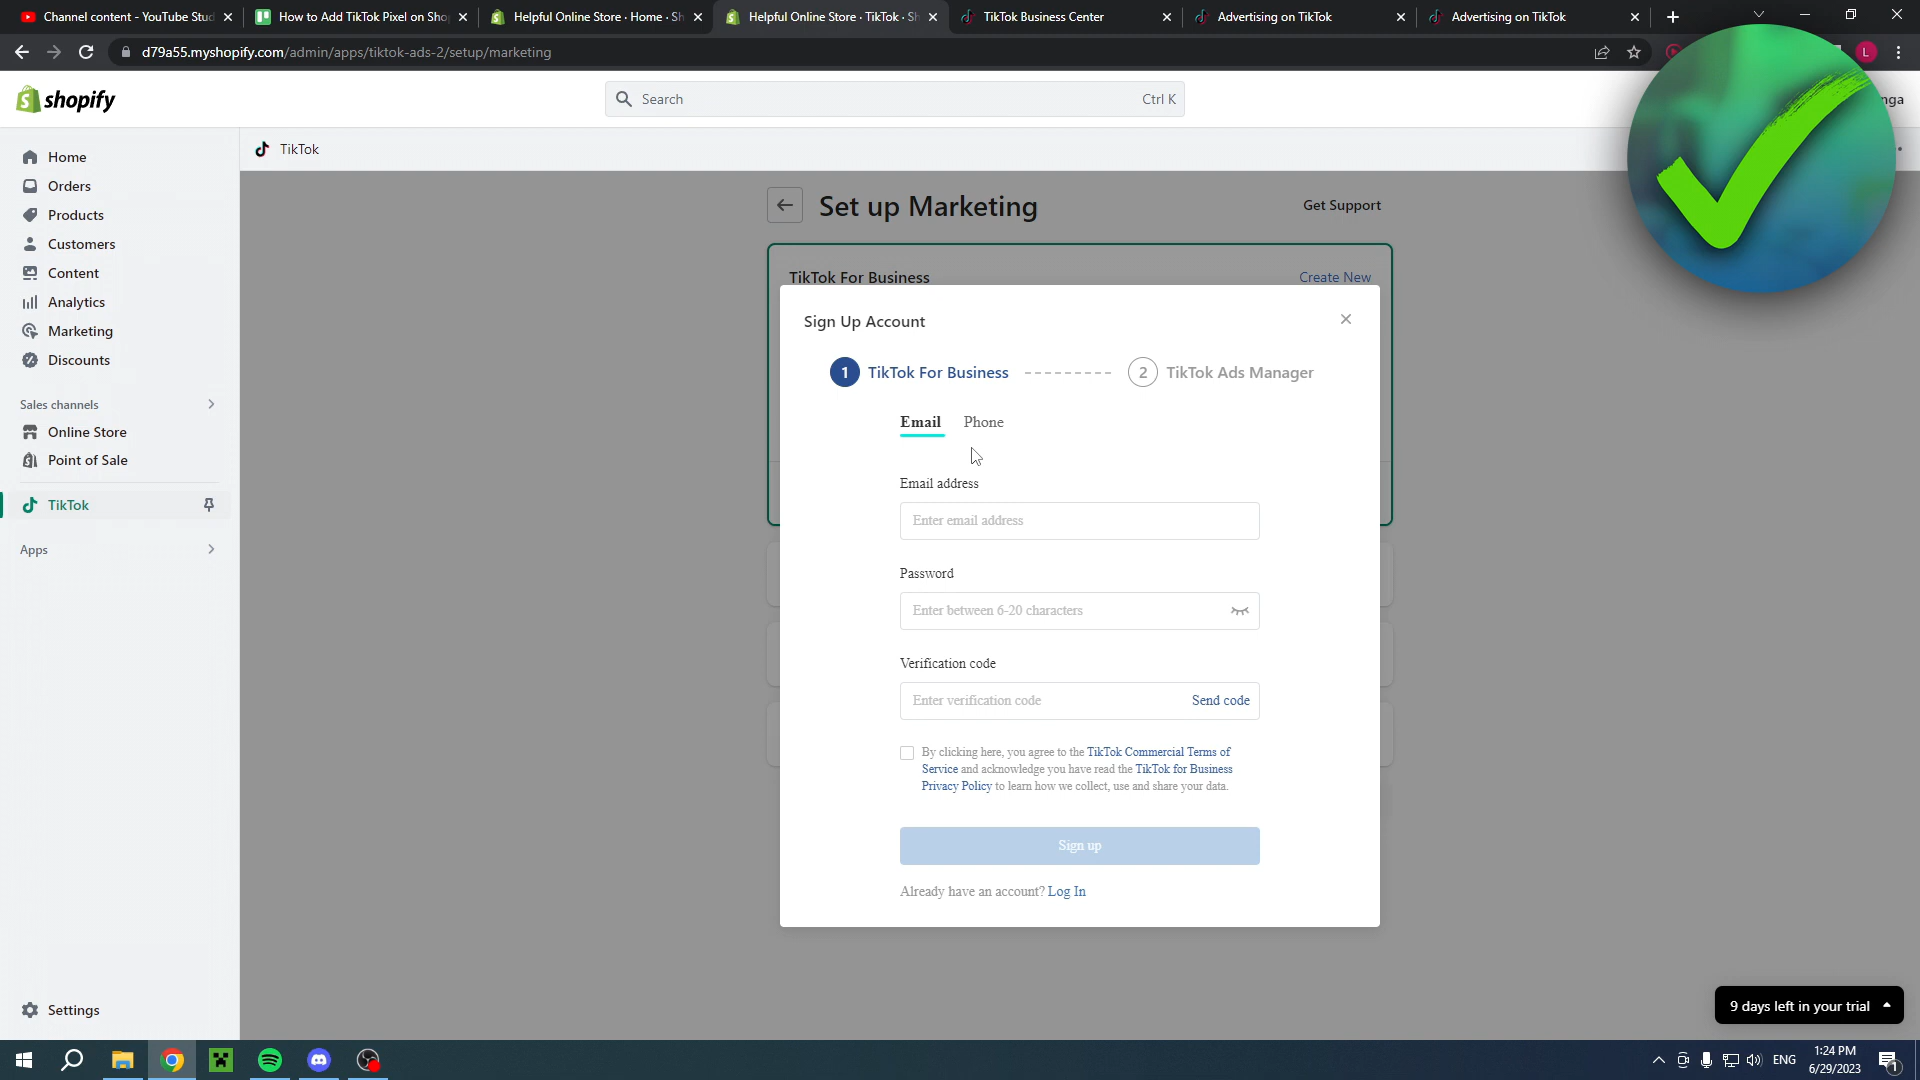 Channel content - YouTube Stud
How to Add TikTok Pixel on Sho
Helpful Online Store · Home · Sh
Helpful Online Store · TikTok · Sh
TikTok Business Center
Advertising on TikTok
Advertising on TikTok
d79a55.myshopify.com/admin/apps/tiktok-ads-2/setup/marketing
L
shopify
Search
Ctrl K
nga
Home
Orders
Products
Customers
Content
Analytics
Marketing
Discounts
Sales channels
Online Store
Point of Sale
TikTok
Apps
Settings
TikTok
Set up Marketing
Get Support
TikTok For Business
Create New
Sign Up Account
1 TikTok For Business
2 TikTok Ads Manager
Email
Phone
Email address
Enter email address
Password
Enter between 6-20 characters
Verification code
Enter verification code
Send code
By clicking here, you agree to the TikTok Commercial Terms of
Service and acknowledge you have read the TikTok for Business
Privacy Policy to learn how we collect, use and share your data.
Sign up
Already have an account? Log In
9 days left in your trial
ENG
1:24 PM
6/29/2023
1